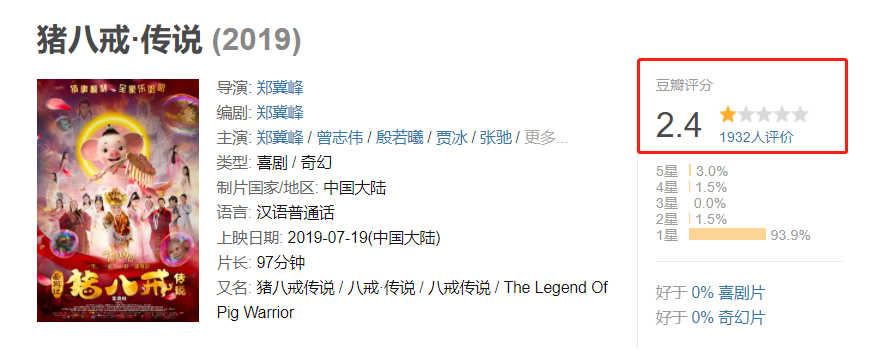 猪八戒·传说 (2019)
导演: 郑冀峰
编剧: 郑冀峰
主演: 郑冀峰 / 曾志伟 / 殷若曦 / 贾冰 / 张驰 / 更多...
类型: 喜剧 / 奇幻
制片国家/地区: 中国大陆
语言: 汉语普通话
上映日期: 2019-07-19(中国大陆)
片长: 97分钟
又名: 猪八戒传说 / 八戒·传说 / 八戒传说 / The Legend Of
Pig Warrior
猪八戒
传说
豆瓣评分
2.4
1932人评价
5星 3.0%
4星 1.5%
3星 0.0%
2星 1.5%
1星 93.9%
好于 0% 喜剧片
好于 0% 奇幻片